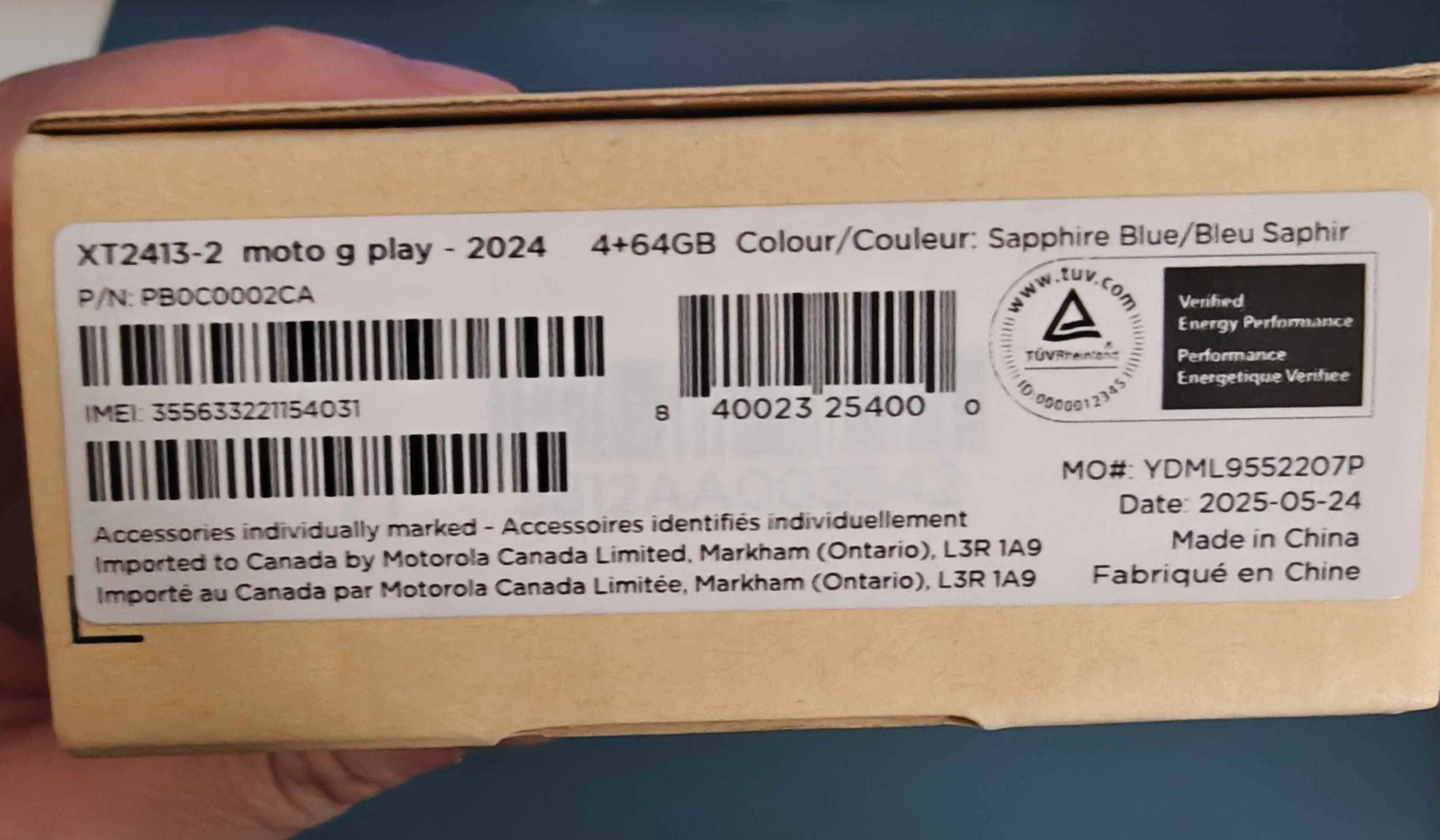 XT2413-2 moto g play - 2024 4+64GB Colour/Couleur: Sapphire Blue/Bleu Saphir
P/N: PB0C0002CA
IMEI: 355633221154031
8 40023 25400 0
www.tuv.com
TÜVRheinland®
ID:0000012345
Verified
Energy Performance
Performance
Energetique Verifiee
MO#: YDML9552207P
Date: 2025-05-24
Made in China
Fabriqué en Chine
Accessories individually marked - Accessoires identifiés individuellement
Imported to Canada by Motorola Canada Limited, Markham (Ontario), L3R 1A9
Importé au Canada par Motorola Canada Limitée, Markham (Ontario), L3R 1A9